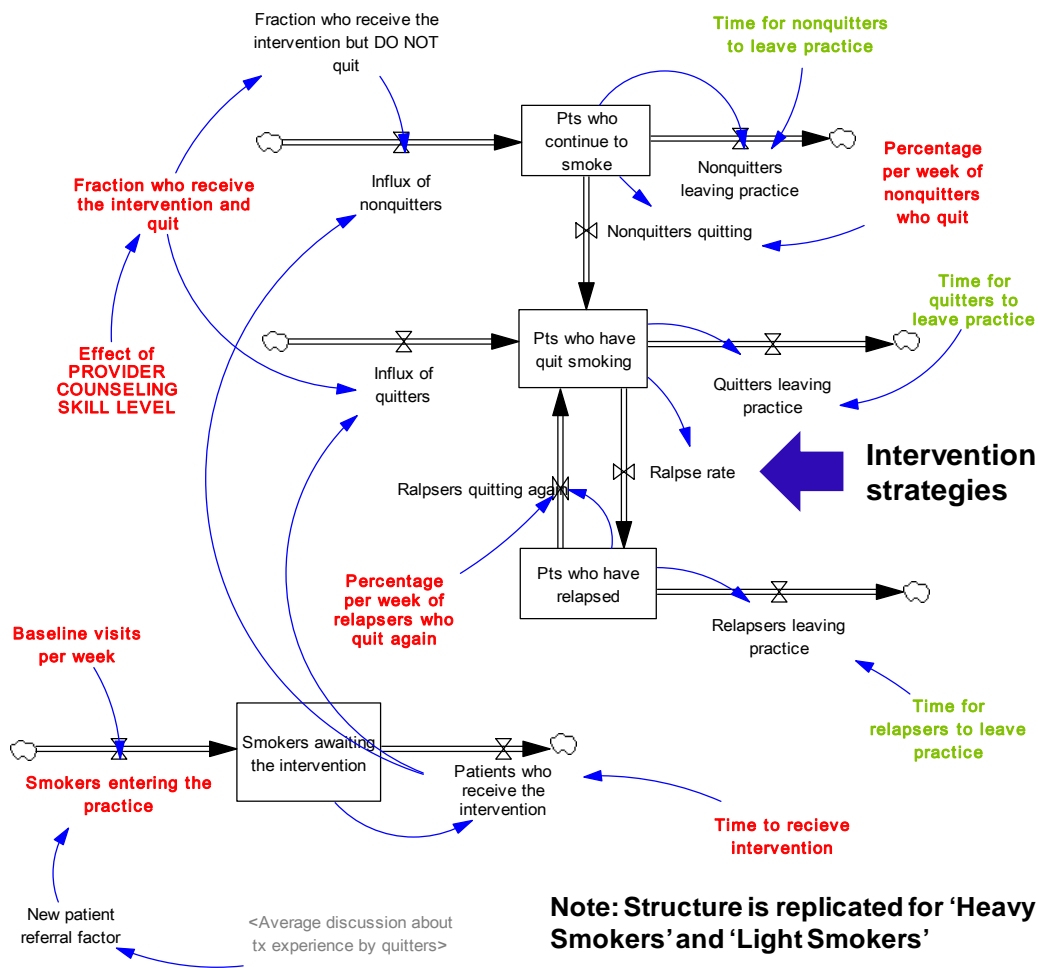 Fraction who receive the
intervention but DO NOT
quit
Time for nonquitters
to leave practice
Pts who
continue to
smoke
Percentage
per week of
nonquitters
who quit
Nonquitters
leaving practice
Influx of
nonquitters
Fraction who receive
the intervention and
quit
Nonquitters quitting
Time for
quitters to
leave practice
Pts who have
quit smoking
Effect of
PROVIDER
COUNSELING
SKILL LEVEL
Influx of
quitters
Quitters leaving
practice
Intervention
strategies
Ralpse rate
Ralpsers quitting again
Pts who have
relapsed
Percentage
per week of
relapsers who
quit again
Relapsers leaving
practice
Baseline visits
per week
Time for
relapsers to leave
practice
Smokers awaiting
the intervention
Smokers entering the
practice
Patients who
receive the
intervention
Time to recieve
intervention
New patient
referral factor
<Average discussion about
tx experience by quitters>
Note: Structure is replicated for ‘Heavy
Smokers’ and ‘Light Smokers’